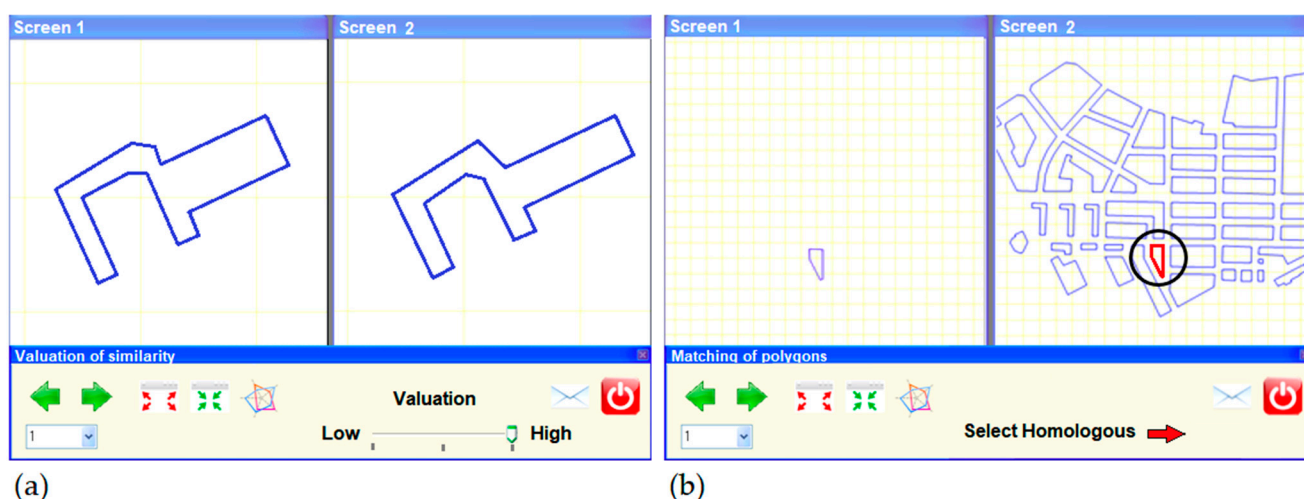 Screen 1
Screen 2
Valuation of similarity
Valuation
1
Low
High
(a)
Screen 1
Screen 2
Matching of polygons
1
Select Homologous
(b)